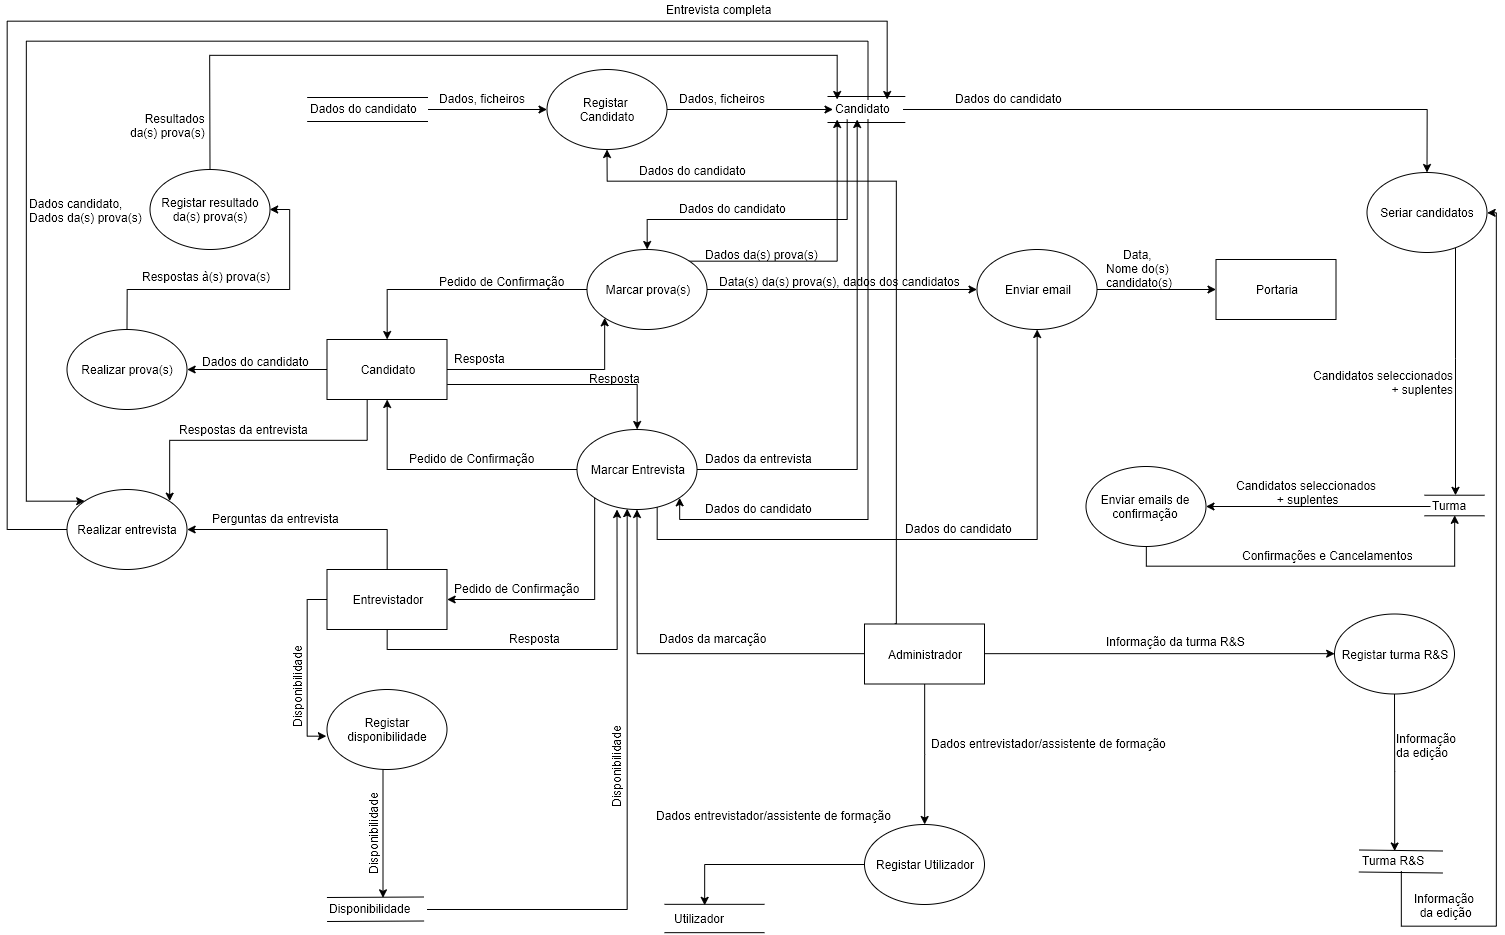 Entrevista completa
Dados do candidato
Dados, ficheiros
Registar
Candidato
Dados, ficheiros
Candidato
Dados do candidato
Resultados
da(s) prova(s)
Dados do candidato
Dados candidato,
Dados da(s) prova(s)
Registar resultado
da(s) prova(s)
Dados do candidato
Seriar candidatos
Respostas à(s) prova(s)
Pedido de Confirmação
Marcar prova(s)
Dados da(s) prova(s)
Data(s) da(s) prova(s), dados dos candidatos
Enviar email
Data,
Nome do(s)
candidato(s)
Portaria
Realizar prova(s)
Dados do candidato
Candidato
Resposta
Resposta
Candidatos seleccionados
+ suplentes
Respostas da entrevista
Pedido de Confirmação
Marcar Entrevista
Dados da entrevista
Dados do candidato
Dados do candidato
Enviar emails de
confirmação
Candidatos seleccionados
+ suplentes
Turma
Confirmações e Cancelamentos
Realizar entrevista
Perguntas da entrevista
Entrevistador
Pedido de Confirmação
Resposta
Dados da marcação
Administrador
Informação da turma R&S
Registar turma R&S
Disponibilidade
Registar
disponibilidade
Disponibilidade
Disponibilidade
Dados entrevistador/assistente de formação
Informação
da edição
Dados entrevistador/assistente de formação
Registar Utilizador
Turma R&S
Disponibilidade
Utilizador
Informação
da edição